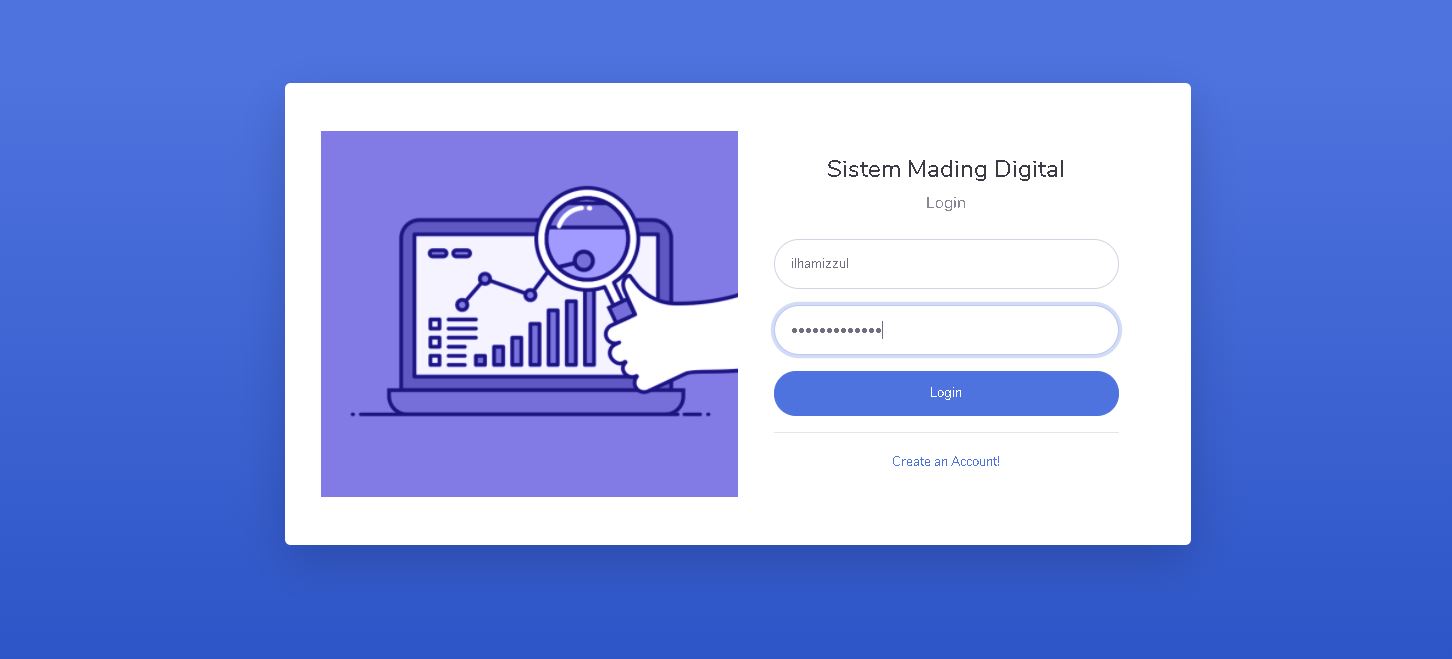 Sistem Mading Digital
Login
ilhamizzul
•••••••••••••
Login
Create an Account!